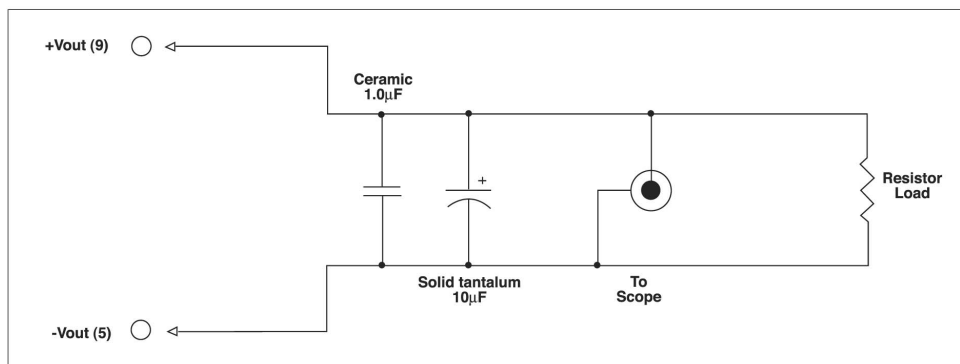 +Vout (9)
Ceramic
1.0μF
+
Resistor
Load
Solid tantalum
10μF
To
Scope
-Vout (5)